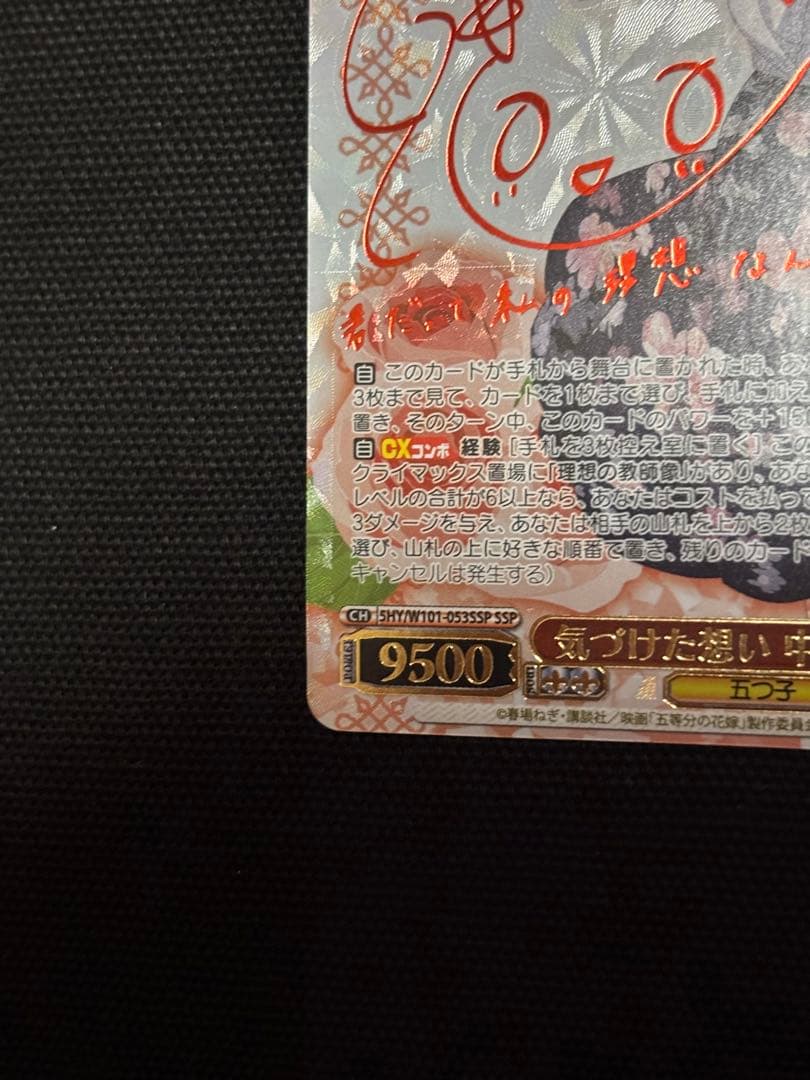 君だって私の理想なん
自 このカードが手札から舞台に置かれた時、あ
3枚まで見て、カードを1枚まで選び、手札に加え
置き、そのターン中、このカードのパワーを＋15
自 CXコンボ 経験 [手札を3枚控え室に置く] この
クライマックス置場に「理想の教師像」があり、あな
レベルの合計が6以上なら、あなたはコストを払っ
3ダメージを与え、あなたは相手の山札を上から2枚
選び、山札の上に好きな順番で置き、残りのカード
キャンセルは発生する）
CH 5HY/W101-053SSP SSP
気づけた想い 中
POWER 9500 SOUL
五つ子
©春場ねぎ・講談社／映画「五等分の花嫁」製作委員会